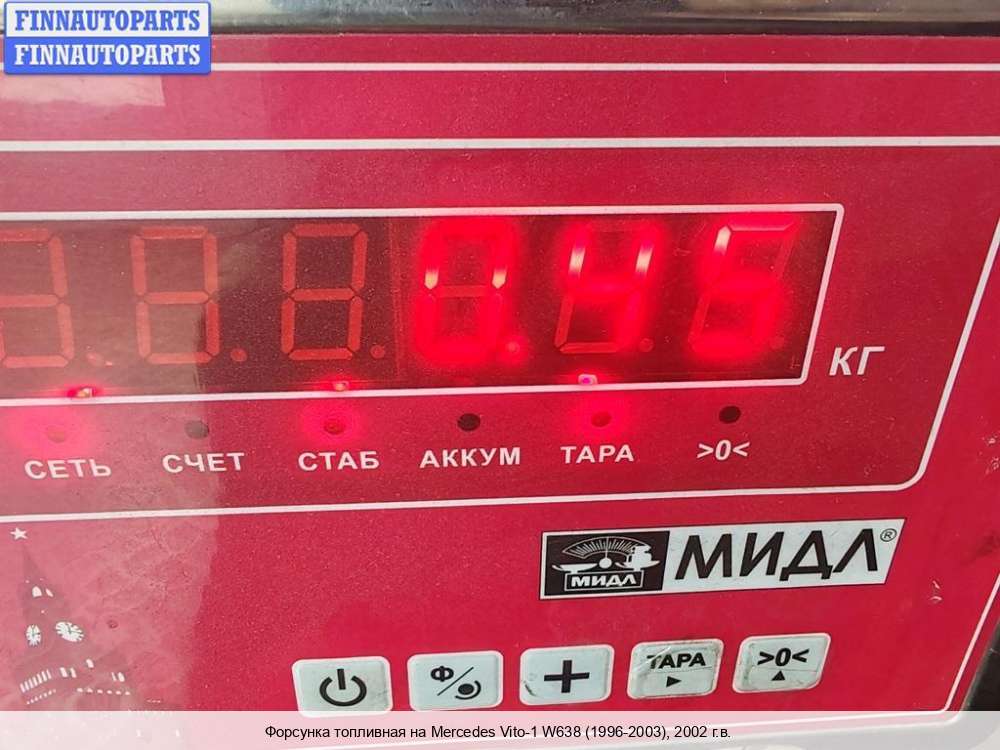 FINNAUTOPARTS
FINNAUTOPARTS
0.45
КГ
СЕТЬ СЧЕТ СТАБ АККУМ ТАРА >0<
МИДЛ МИДЛ®
Ф ТАРА >0<
Форсунка топливная на Mercedes Vito-1 W638 (1996-2003), 2002 г.в.